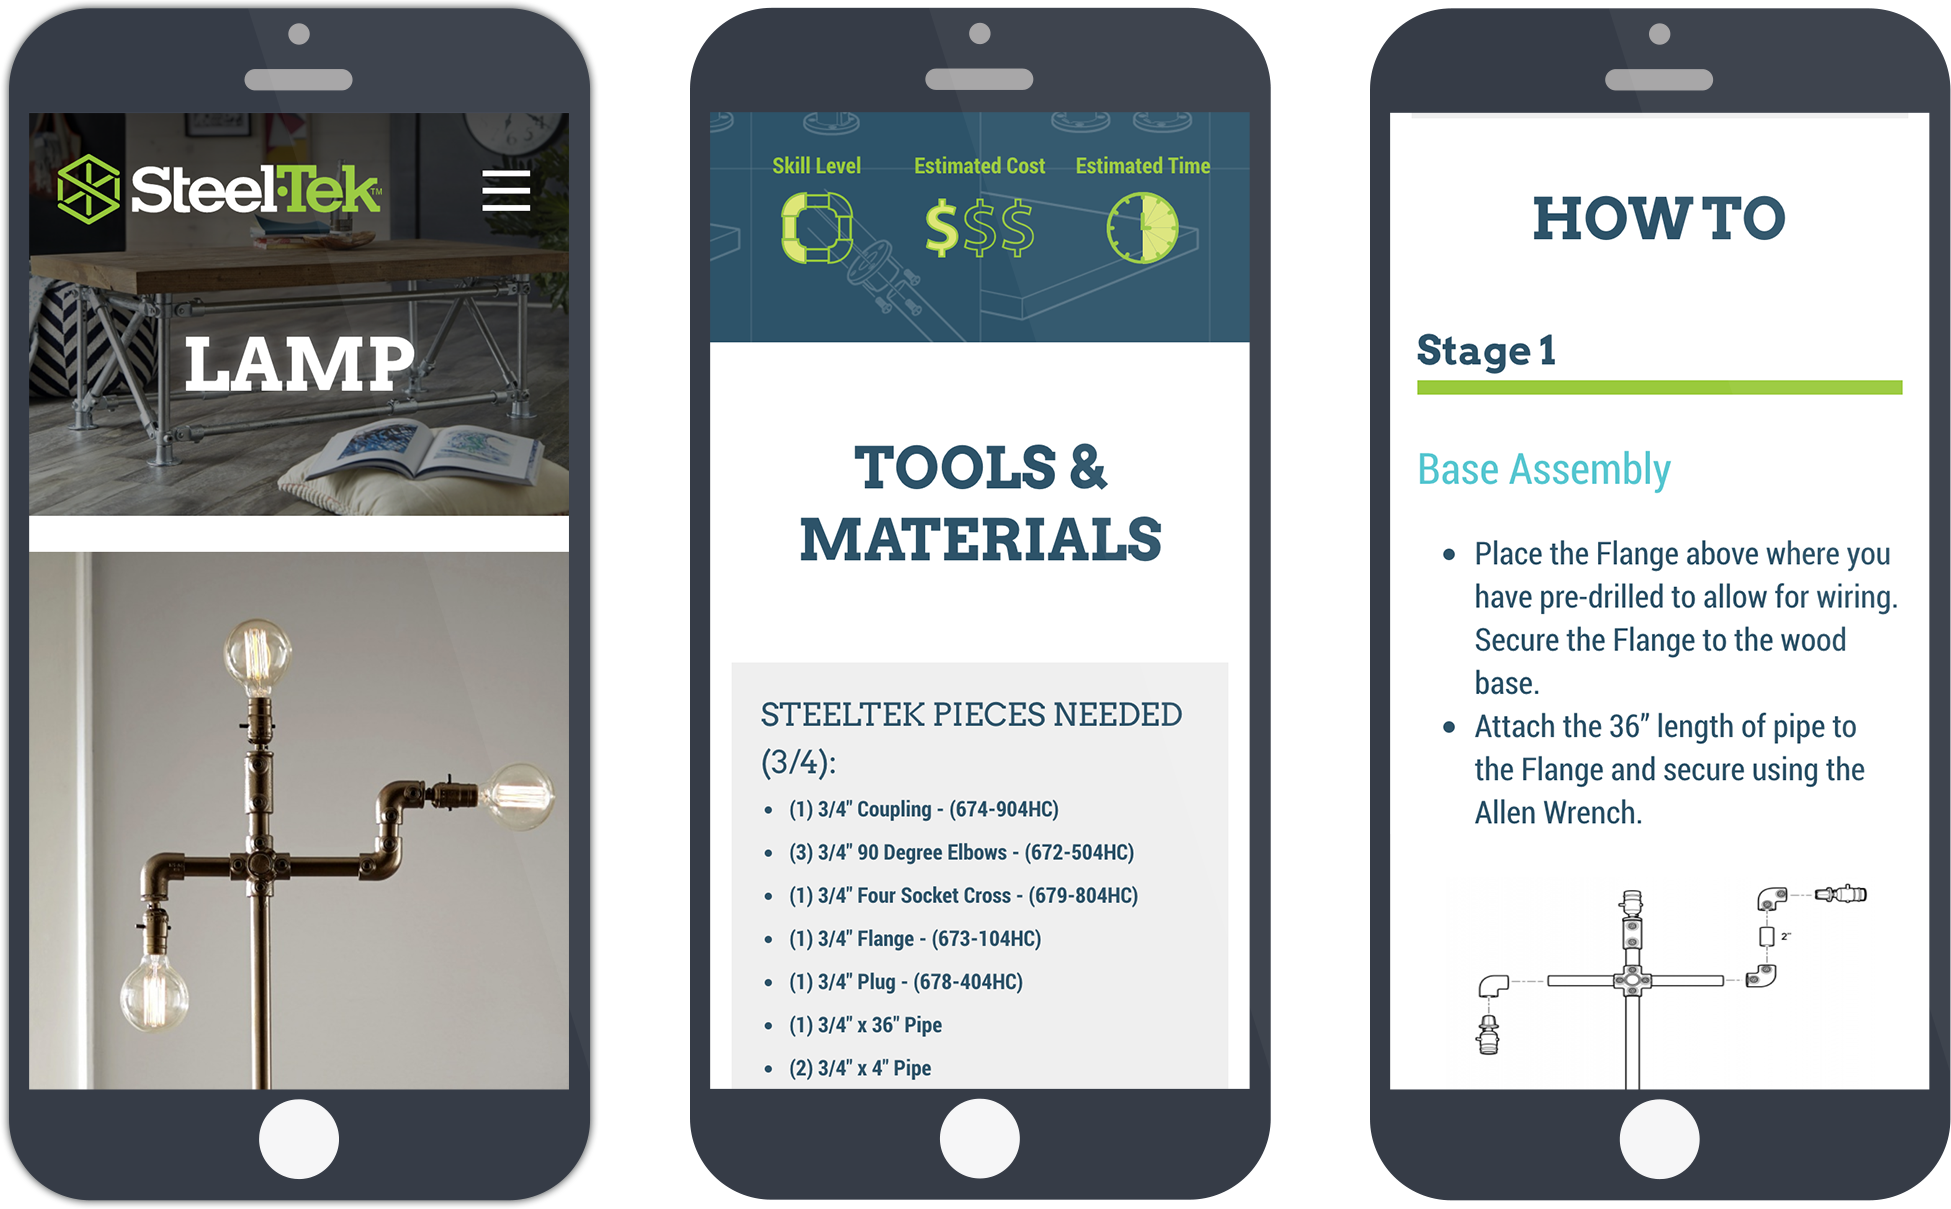 Steel·Tek™
LAMP
Skill Level
Estimated Cost
Estimated Time
$$$
TOOLS &
MATERIALS
STEELTEK PIECES NEEDED
(3/4):
• (1) 3/4" Coupling - (674-904HC)
• (3) 3/4" 90 Degree Elbows - (672-504HC)
• (1) 3/4" Four Socket Cross - (679-804HC)
• (1) 3/4" Flange - (673-104HC)
• (1) 3/4" Plug - (678-404HC)
• (1) 3/4" x 36" Pipe
• (2) 3/4" x 4" Pipe
HOW TO
Stage 1
Base Assembly
• Place the Flange above where you
have pre-drilled to allow for wiring.
Secure the Flange to the wood
base.
• Attach the 36” length of pipe to
the Flange and secure using the
Allen Wrench.
2"